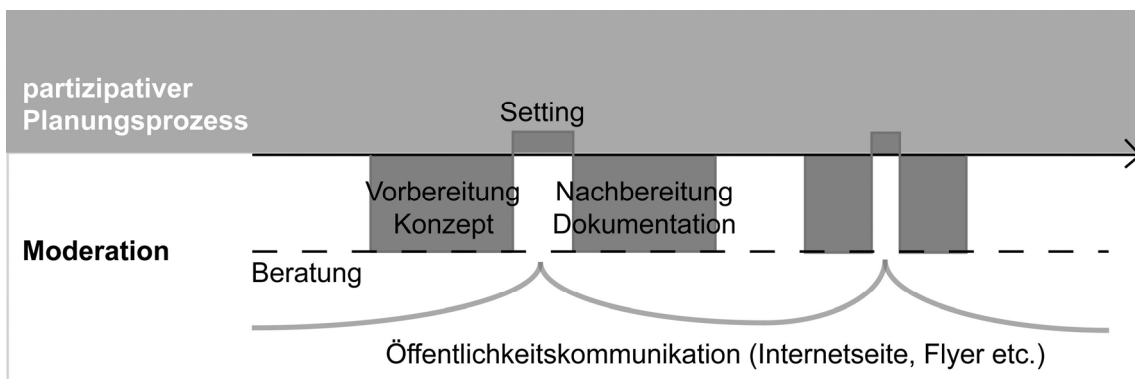 partizipativer
Planungsprozess
Setting
Vorbereitung
Konzept
Nachbereitung
Dokumentation
Moderation
Beratung
Öffentlichkeitskommunikation (Internetseite, Flyer etc.)